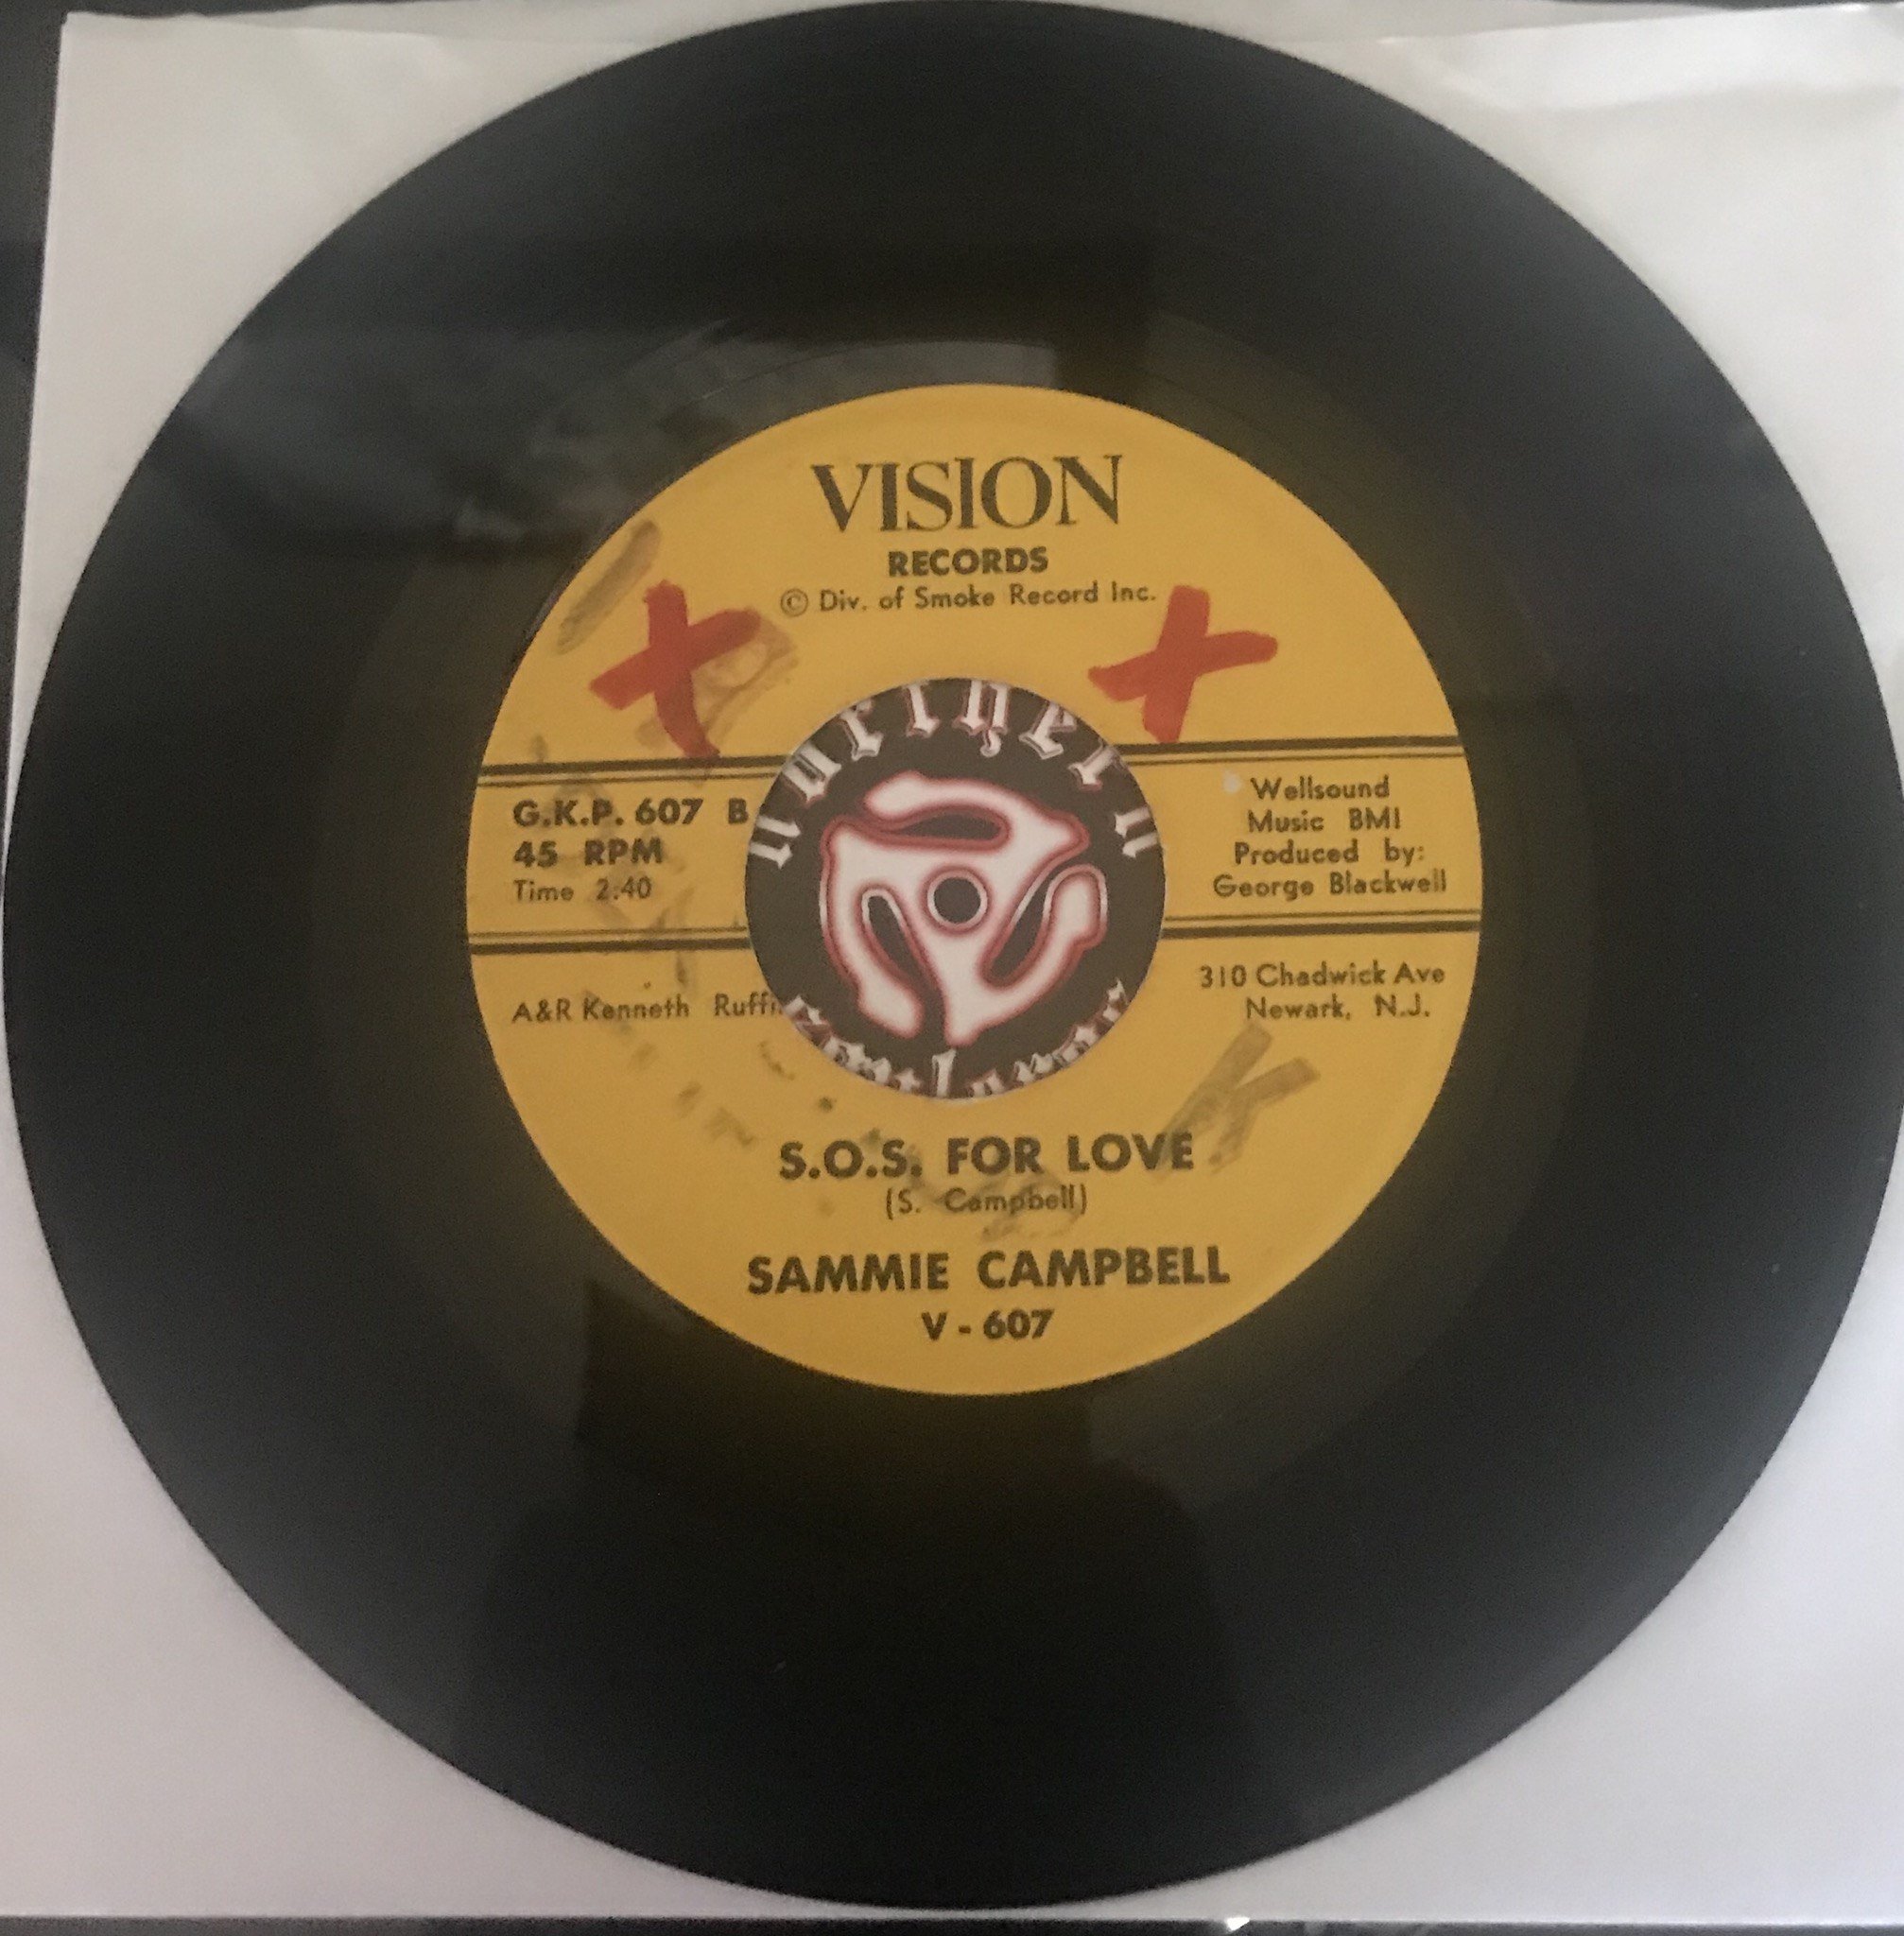 VISION
RECORDS
© Div. of Smoke Record Inc.
northern
G.K.P. 607 B
45 RPM
Time 2:40
Wellsound
Music BMI
Produced by:
George Blackwell
A&R Kenneth
310 Chadwick Ave
Newark, N.J.
S.O.S. FOR LOVE
(S. Campbell)
SAMMIE CAMPBELL
V - 607